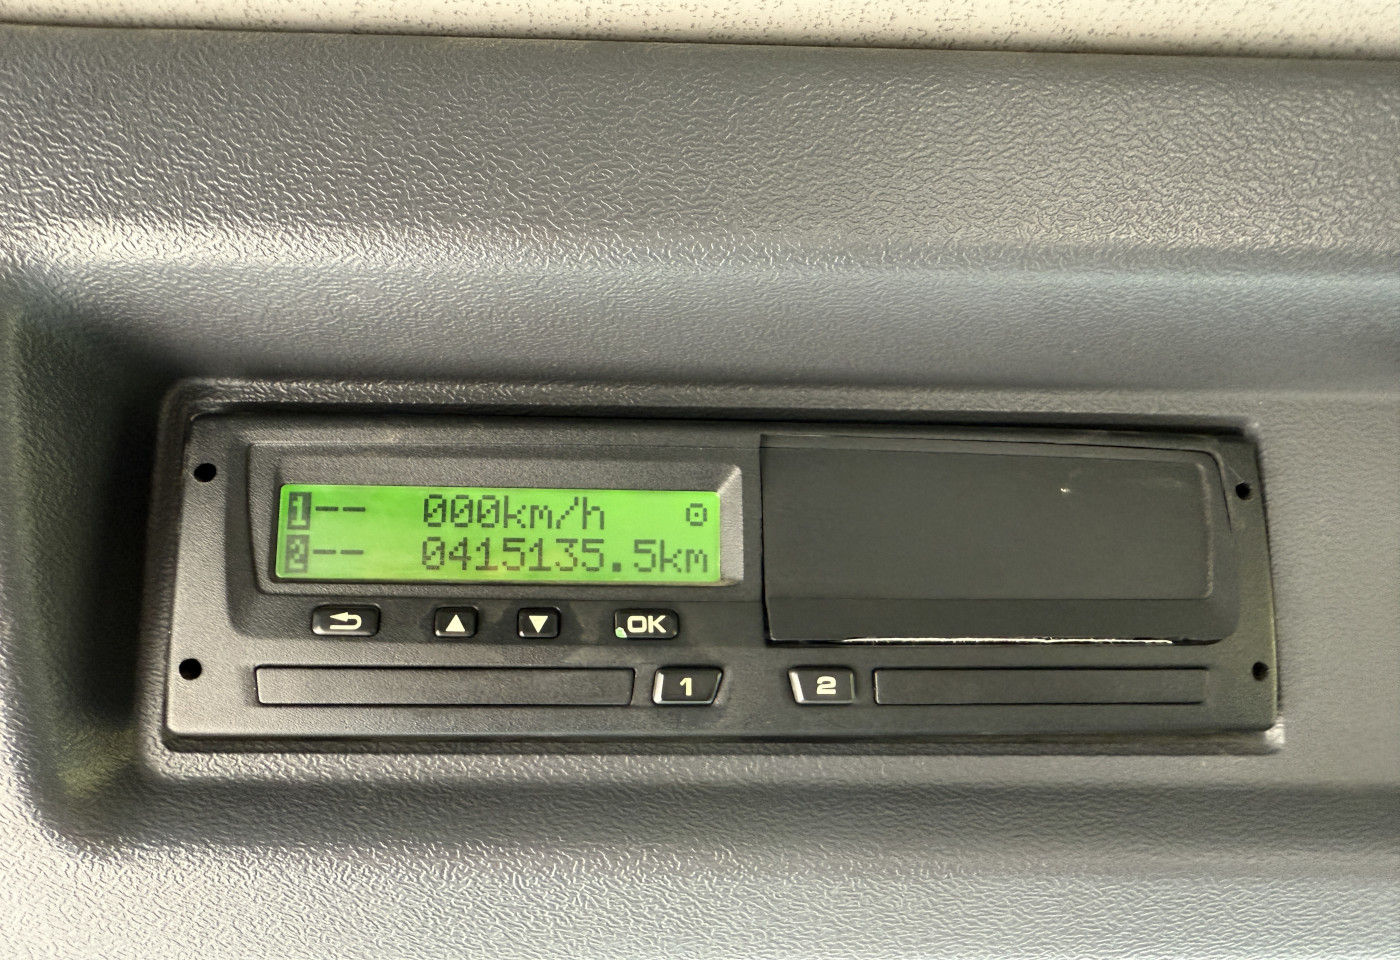 1-- 000km/h
2-- 0415135.5km
▲ ▼ OK
1 2